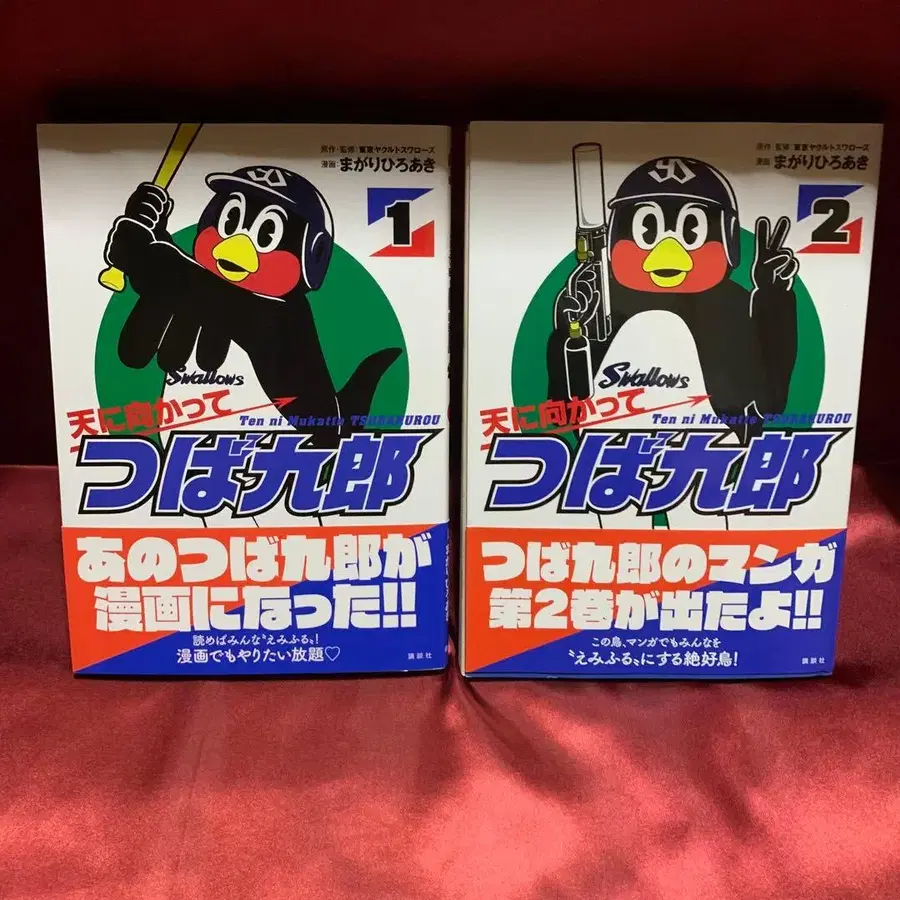 原作・監修 東京ヤクルトスワローズ
漫画 まがりひろあき
1
Swallows
天に向かって
Ten ni Mukatte TSUBAKUROU
つば九郎
あのつば九郎が
漫画になった!!
読めばみんな〝えみふる〟!
漫画でもやりたい放題♡
講談社
原作・監修 東京ヤクルトスワローズ
漫画 まがりひろあき
2
Swallows
天に向かって
Ten ni Mukatte TSUBAKUROU
つば九郎
つば九郎のマンガ
第2巻が出たよ!!
この鳥、マンガでもみんなを
〝えみふる〟にする絶好鳥!
講談社